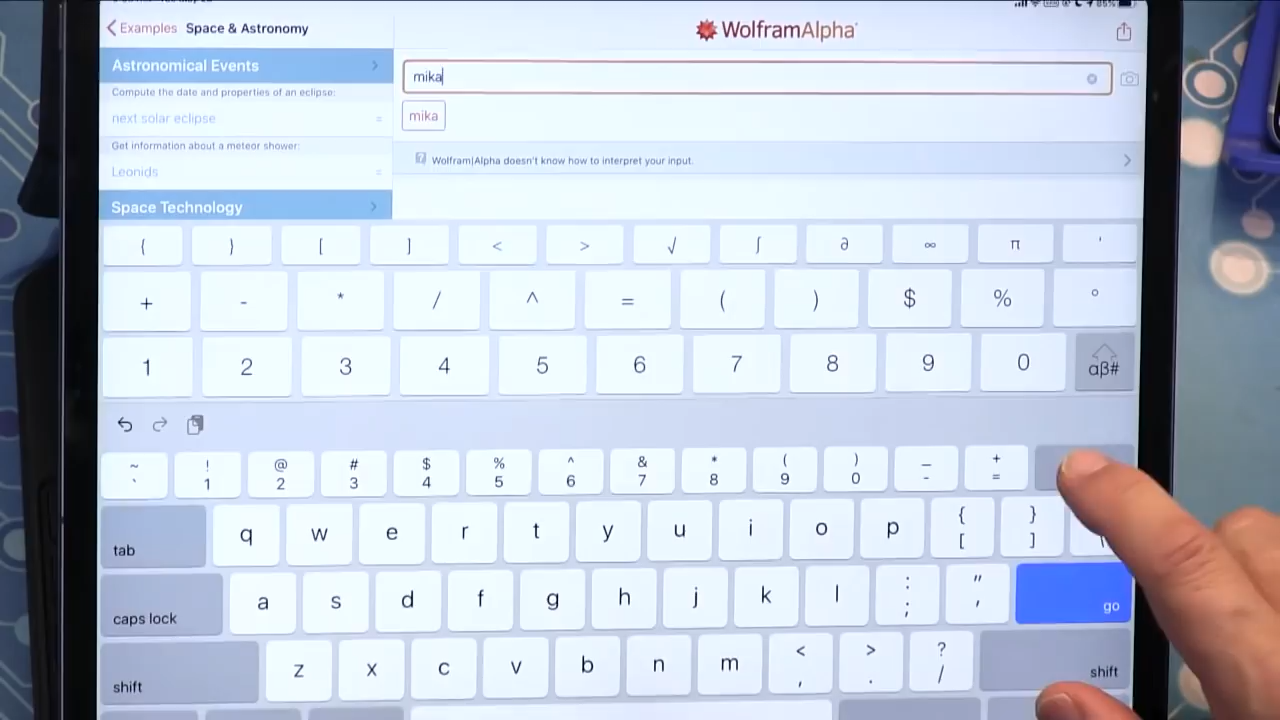 85%
Examples Space & Astronomy
WolframAlpha
Astronomical Events
Compute the date and properties of an eclipse:
next solar eclipse =
Get information about a meteor shower:
Leonids =
Space Technology
mika
mika
Wolfram|Alpha doesn't know how to interpret your input.
{ } [ ] < > √ ∫ ∂ ∞ π '
+ - * / ^ = ( ) $ % °
1 2 3 4 5 6 7 8 9 0 αβ#
~ ! @ # $ % ^ & * ( ) _ +
` 1 2 3 4 5 6 7 8 9 0 - =
tab q w e r t y u i o p { [ } ] \
caps lock a s d f g h j k l : ; " ' go
shift z x c v b n m < , > . ? / shift